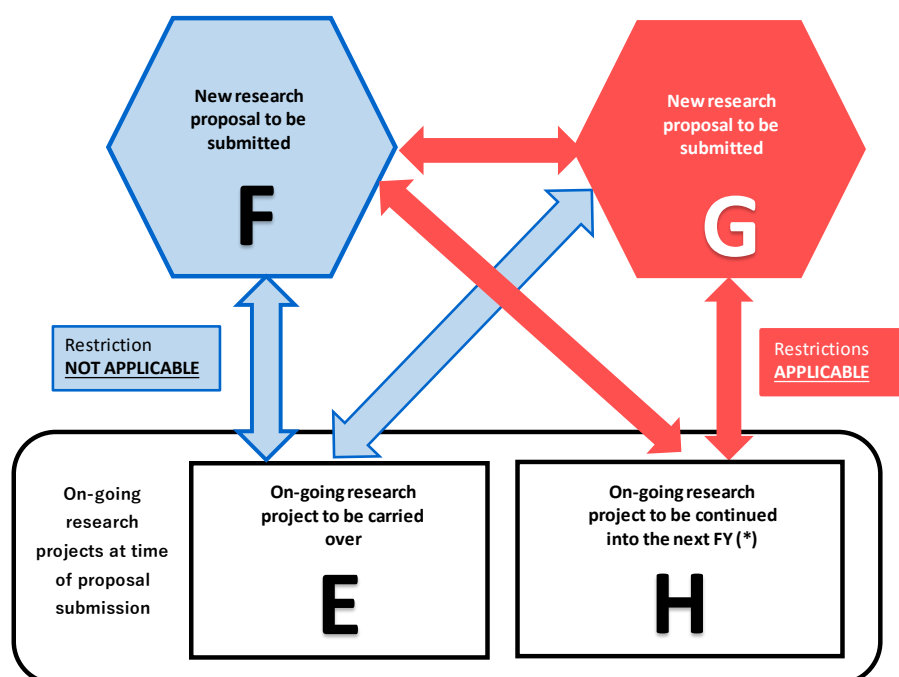 New research
proposal to be
submitted
F
New research
proposal to be
submitted
G
Restriction
NOT APPLICABLE
Restrictions
APPLICABLE
On-going
research
projects at time
of proposal
submission
On-going research
project to be carried
over
E
On-going research
project to be continued
into the next FY (*)
H